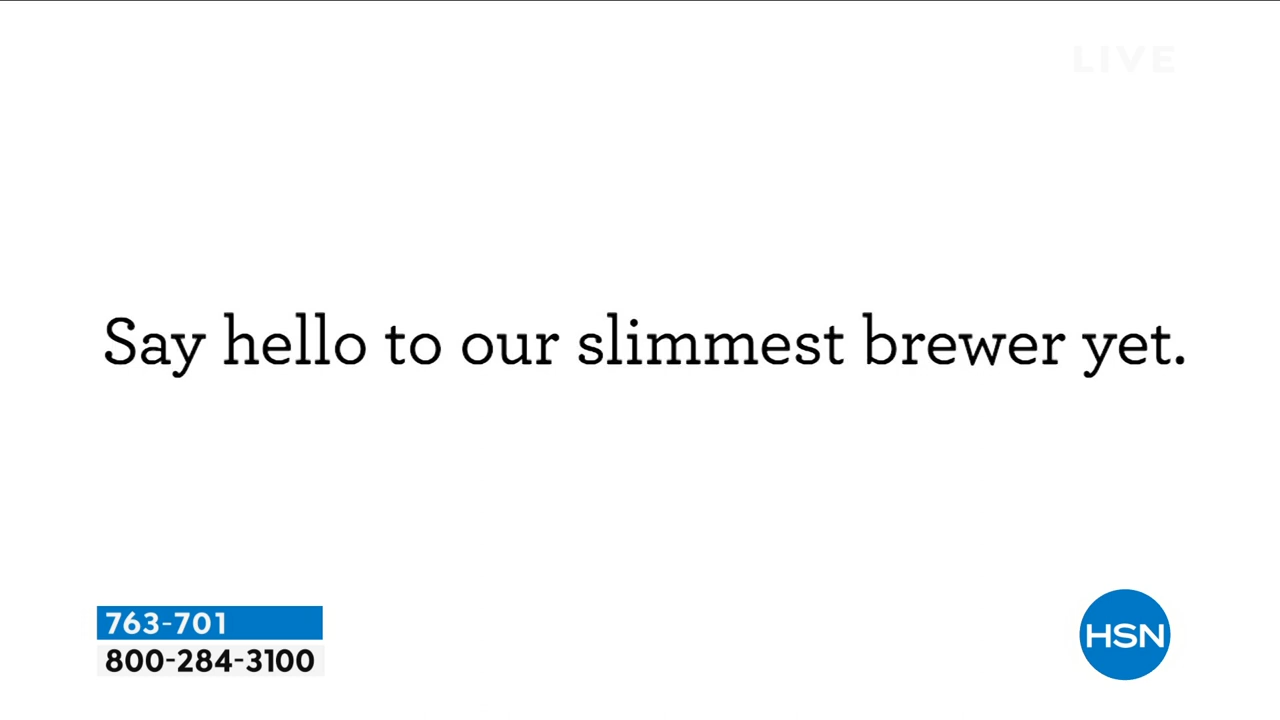 LIVE
Say hello to our slimmest brewer yet.
763-701
800-284-3100
HSN